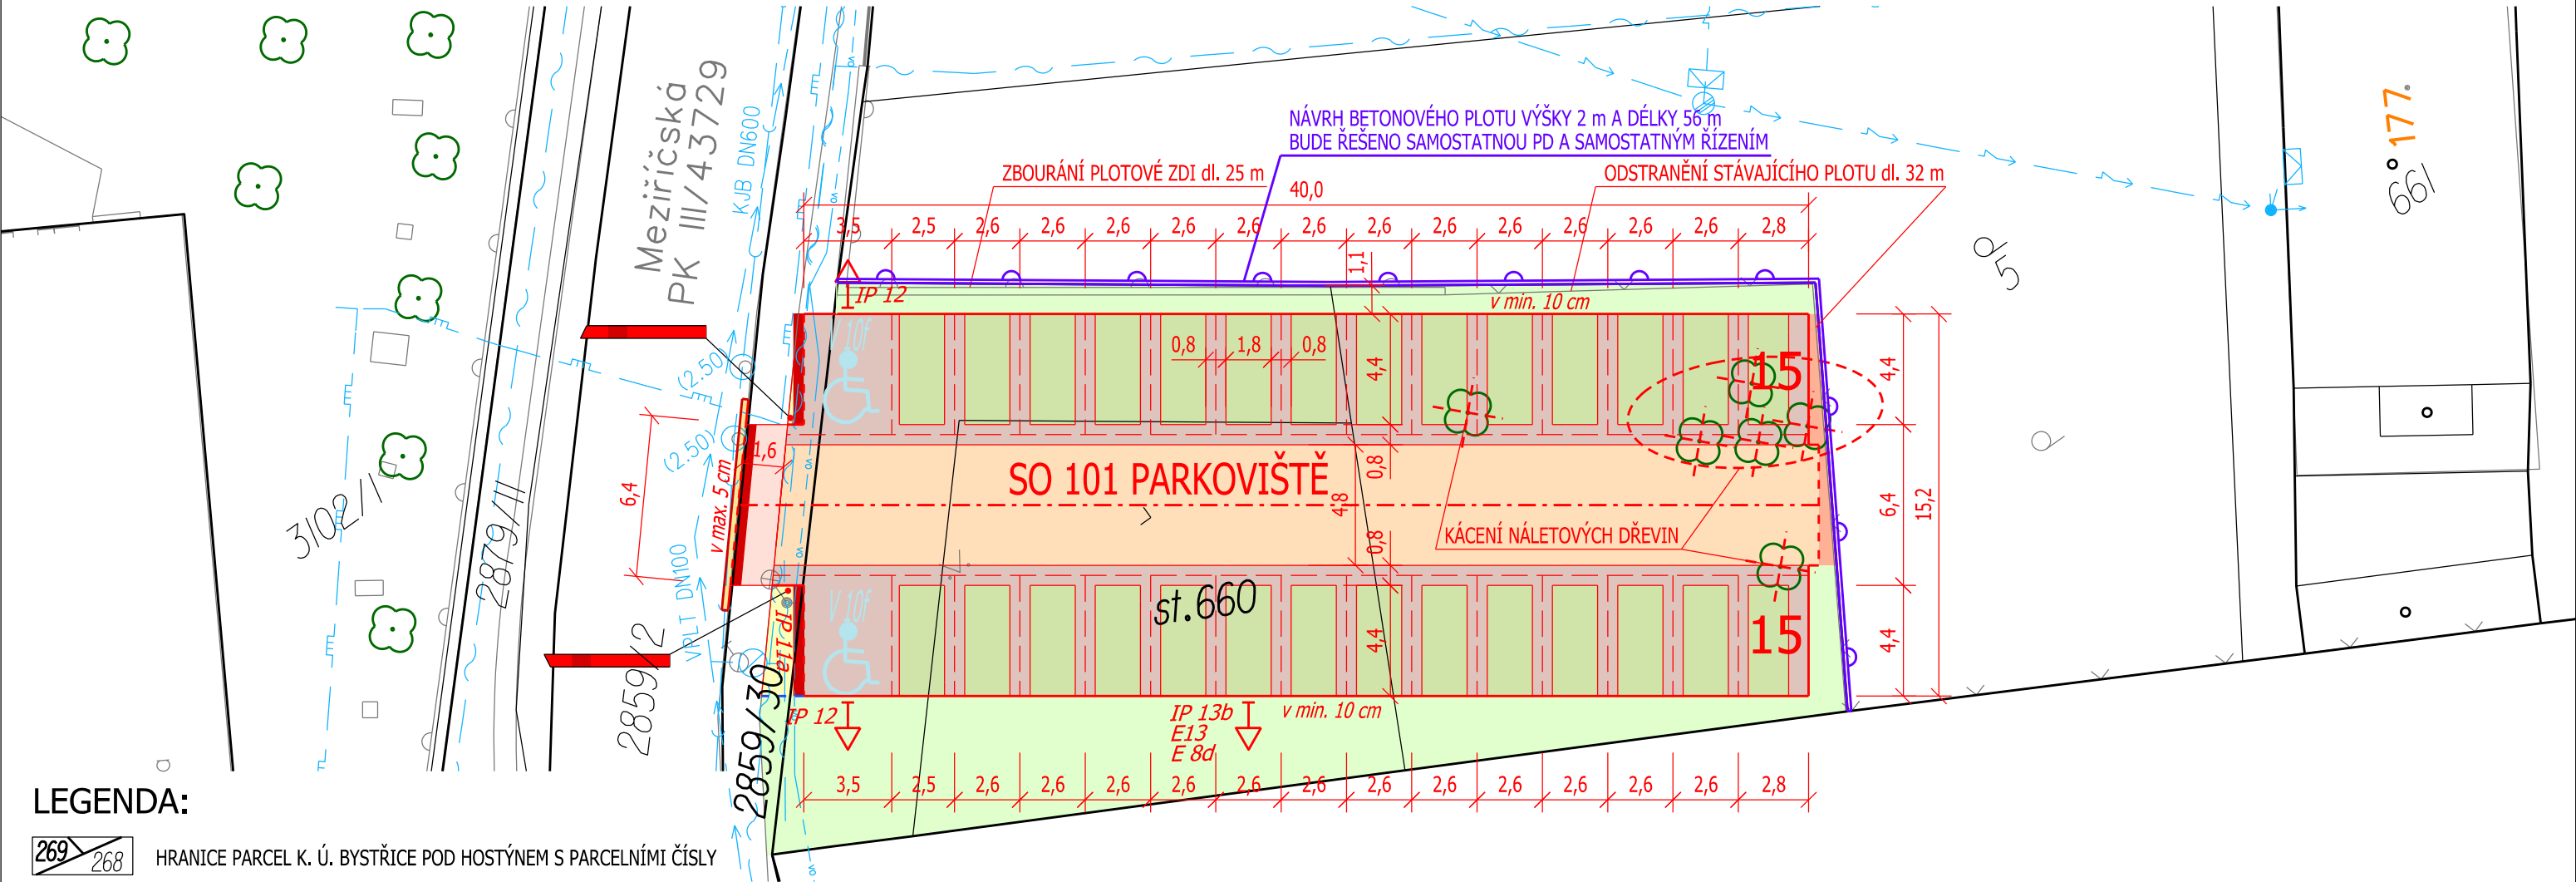 Meziříčská
PK III/43729
KJB DN600
vo
NÁVRH BETONOVÉHO PLOTU VÝŠKY 2 m A DÉLKY 56 m
BUDE ŘEŠENO SAMOSTATNOU PD A SAMOSTATNÝM ŘÍZENÍM
ZBOURÁNÍ PLOTOVÉ ZDI dl. 25 m
ODSTRANĚNÍ STÁVAJÍCÍHO PLOTU dl. 32 m
40,0
3,5 2,5 2,6 2,6 2,6 2,6 2,6 2,6 2,6 2,6 2,6 2,6 2,6 2,8
177.
661
1,1
IP 12
v min. 10 cm
V 10f
0,8 1,8 0,8
4,4
15
4,4
(2.50)
(2.50)
1,6
6,4
v max. 5 cm
SO 101 PARKOVIŠTĚ
0,8
4,8
0,8
6,4
15,2
KÁCENÍ NÁLETOVÝCH DŘEVIN
3102/1
2879/11
VPLT DN100
2859/2
2859/30
IP 11a
V 10f
st.660
4,4
15
4,4
IP 12
IP 13b
E13
E 8d
v min. 10 cm
3,5 2,5 2,6 2,6 2,6 2,6 2,6 2,6 2,6 2,6 2,6 2,6 2,6 2,8
LEGENDA:
269 268
HRANICE PARCEL K. Ú. BYSTŘICE POD HOSTÝNEM S PARCELNÍMI ČÍSLY